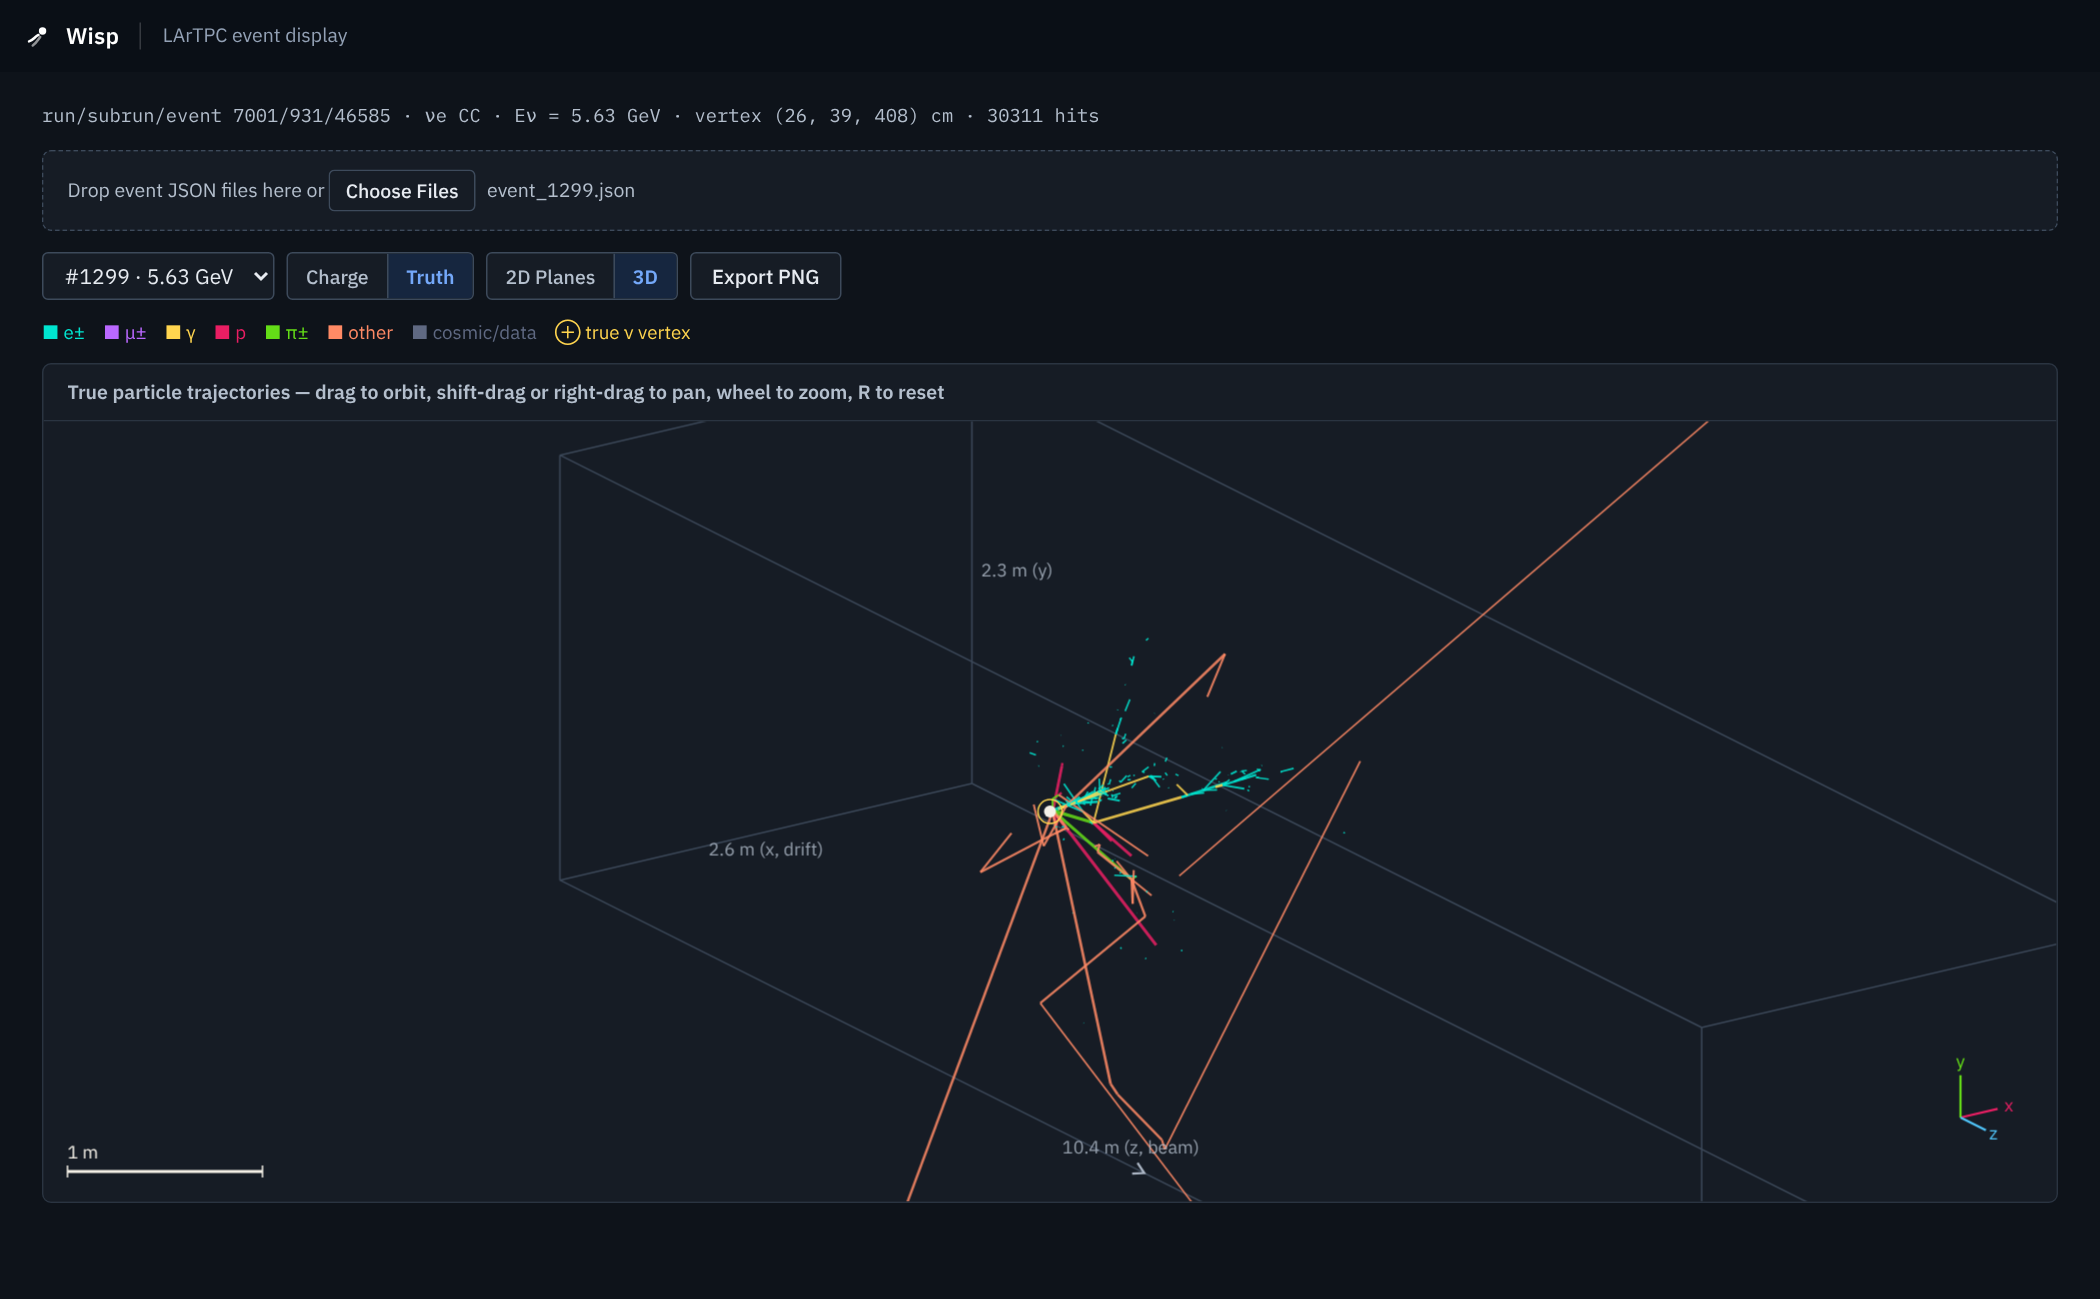 Wisp
LArTPC event display
run/subrun/event 7001/931/46585 · νe CC · Eν = 5.63 GeV · vertex (26, 39, 408) cm · 30311 hits
Drop event JSON files here or Choose Files event_1299.json
#1299 · 5.63 GeV Charge Truth 2D Planes 3D Export PNG
e± μ± γ p π± other cosmic/data true ν vertex
True particle trajectories — drag to orbit, shift-drag or right-drag to pan, wheel to zoom, R to reset
2.3 m (y)
2.6 m (x, drift)
10.4 m (z, beam)
1 m
y
x
z